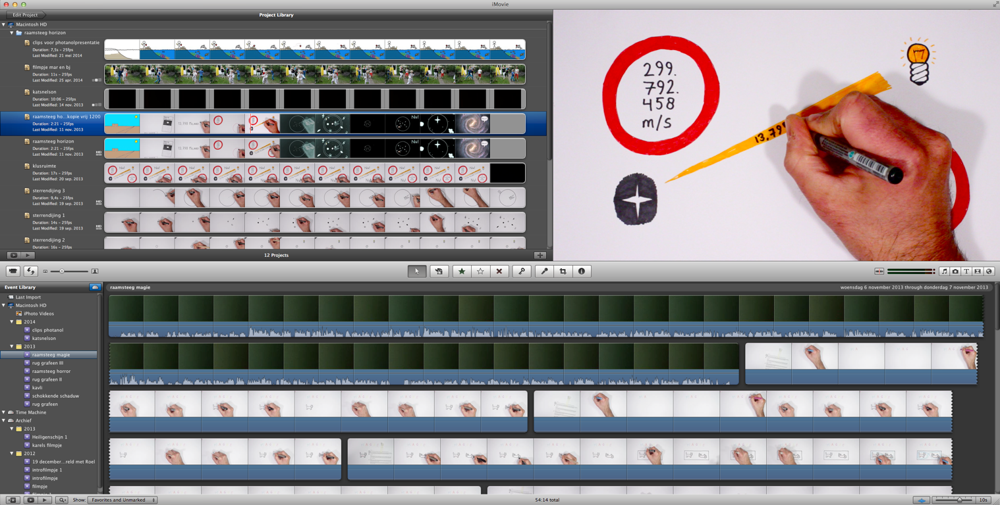 iMovie
Edit Project
Project Library
Macintosh HD
raamsteeg horizon
clips voor photanolpresentatie
Duration: 7,5s – 25fps
Last Modified: 21 mei 2014
filmpje mar en bj
Duration: 11s – 25fps
Last Modified: 25 apr. 2014
katsnelson
Duration: 10:06 – 25fps
Last Modified: 14 nov. 2013
raamsteeg ho...kopie vrij 1200
Duration: 2:21 – 25fps
Last Modified: 11 nov. 2013
raamsteeg horizon
Duration: 2:21 – 25fps
Last Modified: 11 nov. 2013
HD
klusruimte
Duration: 17s – 25fps
Last Modified: 20 sep. 2013
sterrendijing 3
Duration: 9,4s – 25fps
Last Modified: 19 sep. 2013
HD
sterrendijing 1
Duration: 14s – 25fps
Last Modified: 19 sep. 2013
HD
sterrendijing 2
Duration: 16s – 25fps
Nu!
Nu!
12 Projects
299.
792.
458
m/s
13,79
Event Library
Last Import
Macintosh HD
iPhoto Videos
2014
clips photanol
katsnelson
2013
raamsteeg magie
rug grafeen III
raamsteeg horror
rug grafeen II
kavli
schokkende schaduw
rug grafeen
Time Machine
Archief
2013
Heiligenschijn 1
karels filmpje
2012
19 december...reld met Roel
introfilmpje 1
introfilmpje
filmpje
raamsteeg magie
woensdag 6 november 2013 through donderdag 7 november 2013
Show: Favorites and Unmarked
54:14 total
10s